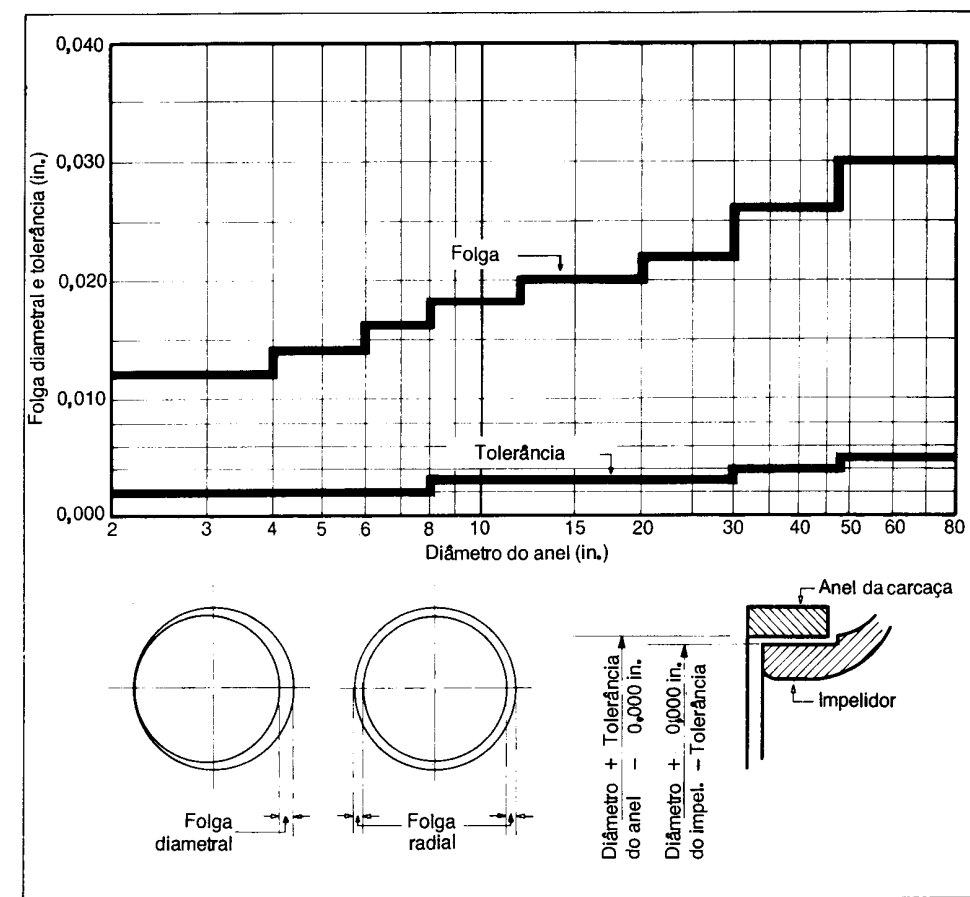 Folga diametral e tolerância (in.)
0,040
0,030
0,020
0,010
0,000
Folga
Tolerância
2 3 4 5 6 8 10 15 20 30 40 50 60 80
Diâmetro do anel (in.)
Folga
diametral
Folga
radial
Diâmetro + Tolerância
do anel - 0.000 in.
Diâmetro + 0,000 in.
do impel. - Tolerância
Anel da carcaça
Impelidor